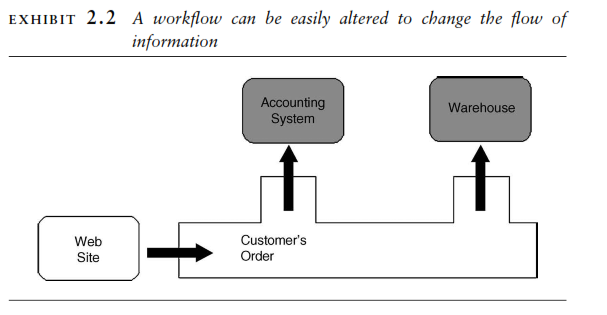 EXHIBIT 2.2 A workflow can be easily altered to change the flow of
information
Accounting
System
Warehouse
Web
Site
Customer's
Order